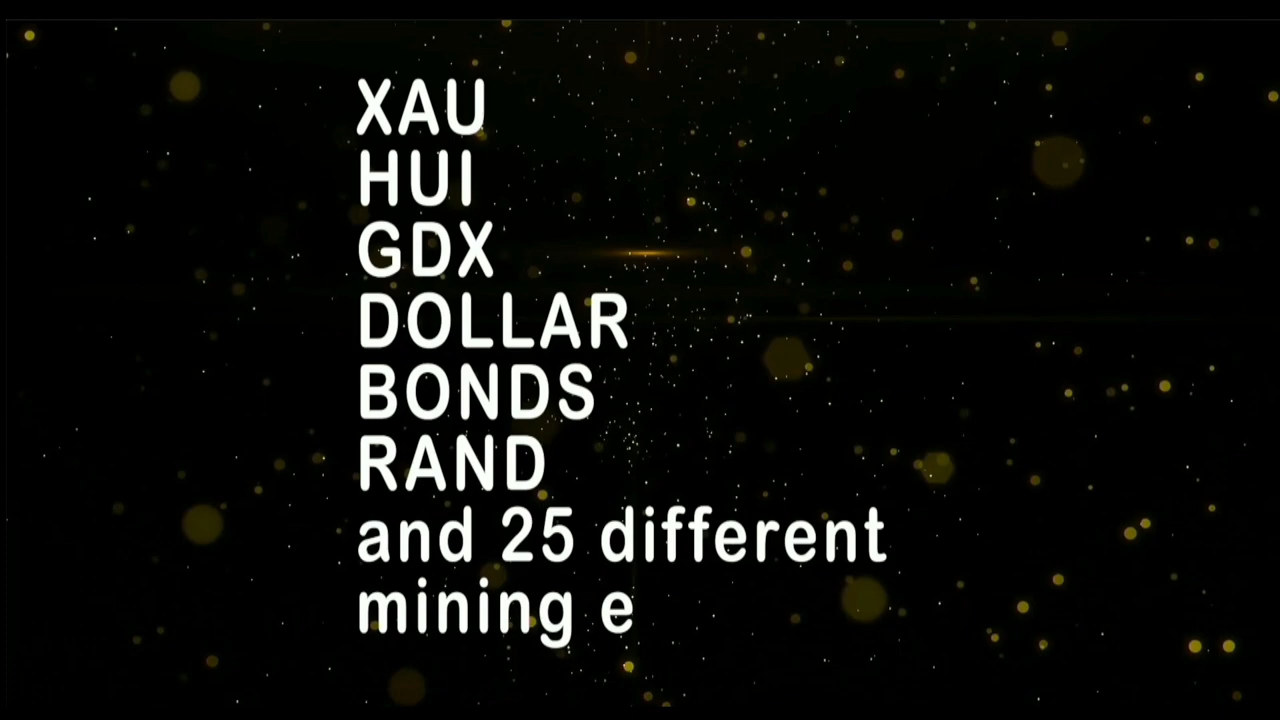 XAU
HUI
GDX
DOLLAR
BONDS
RAND
and 25 different
mining e